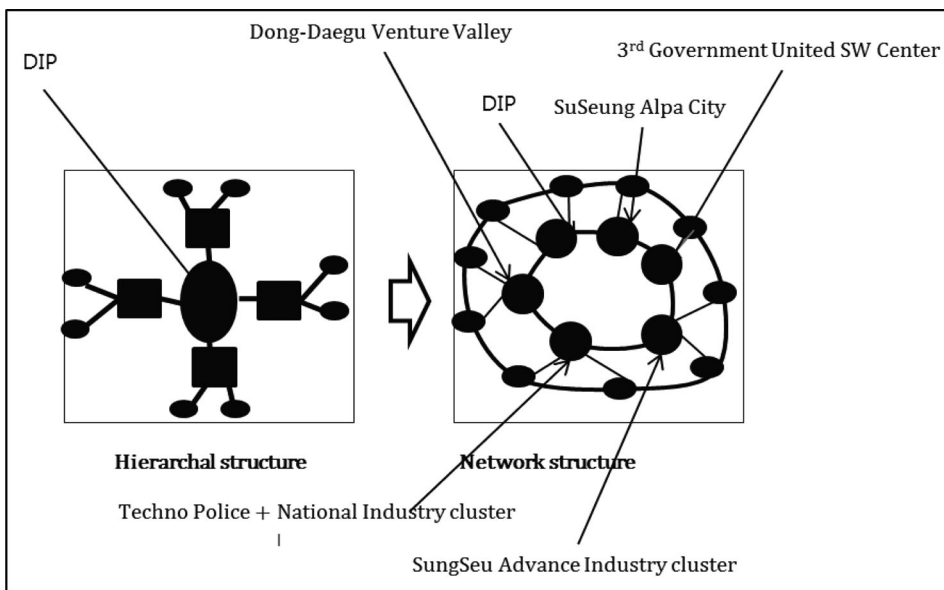 Dong-Daegu Venture Valley
3rd Government United SW Center
DIP
DIP
SuSeung Alpa City
Hierarchal structure
Network structure
Techno Police + National Industry cluster
SungSeu Advance Industry cluster